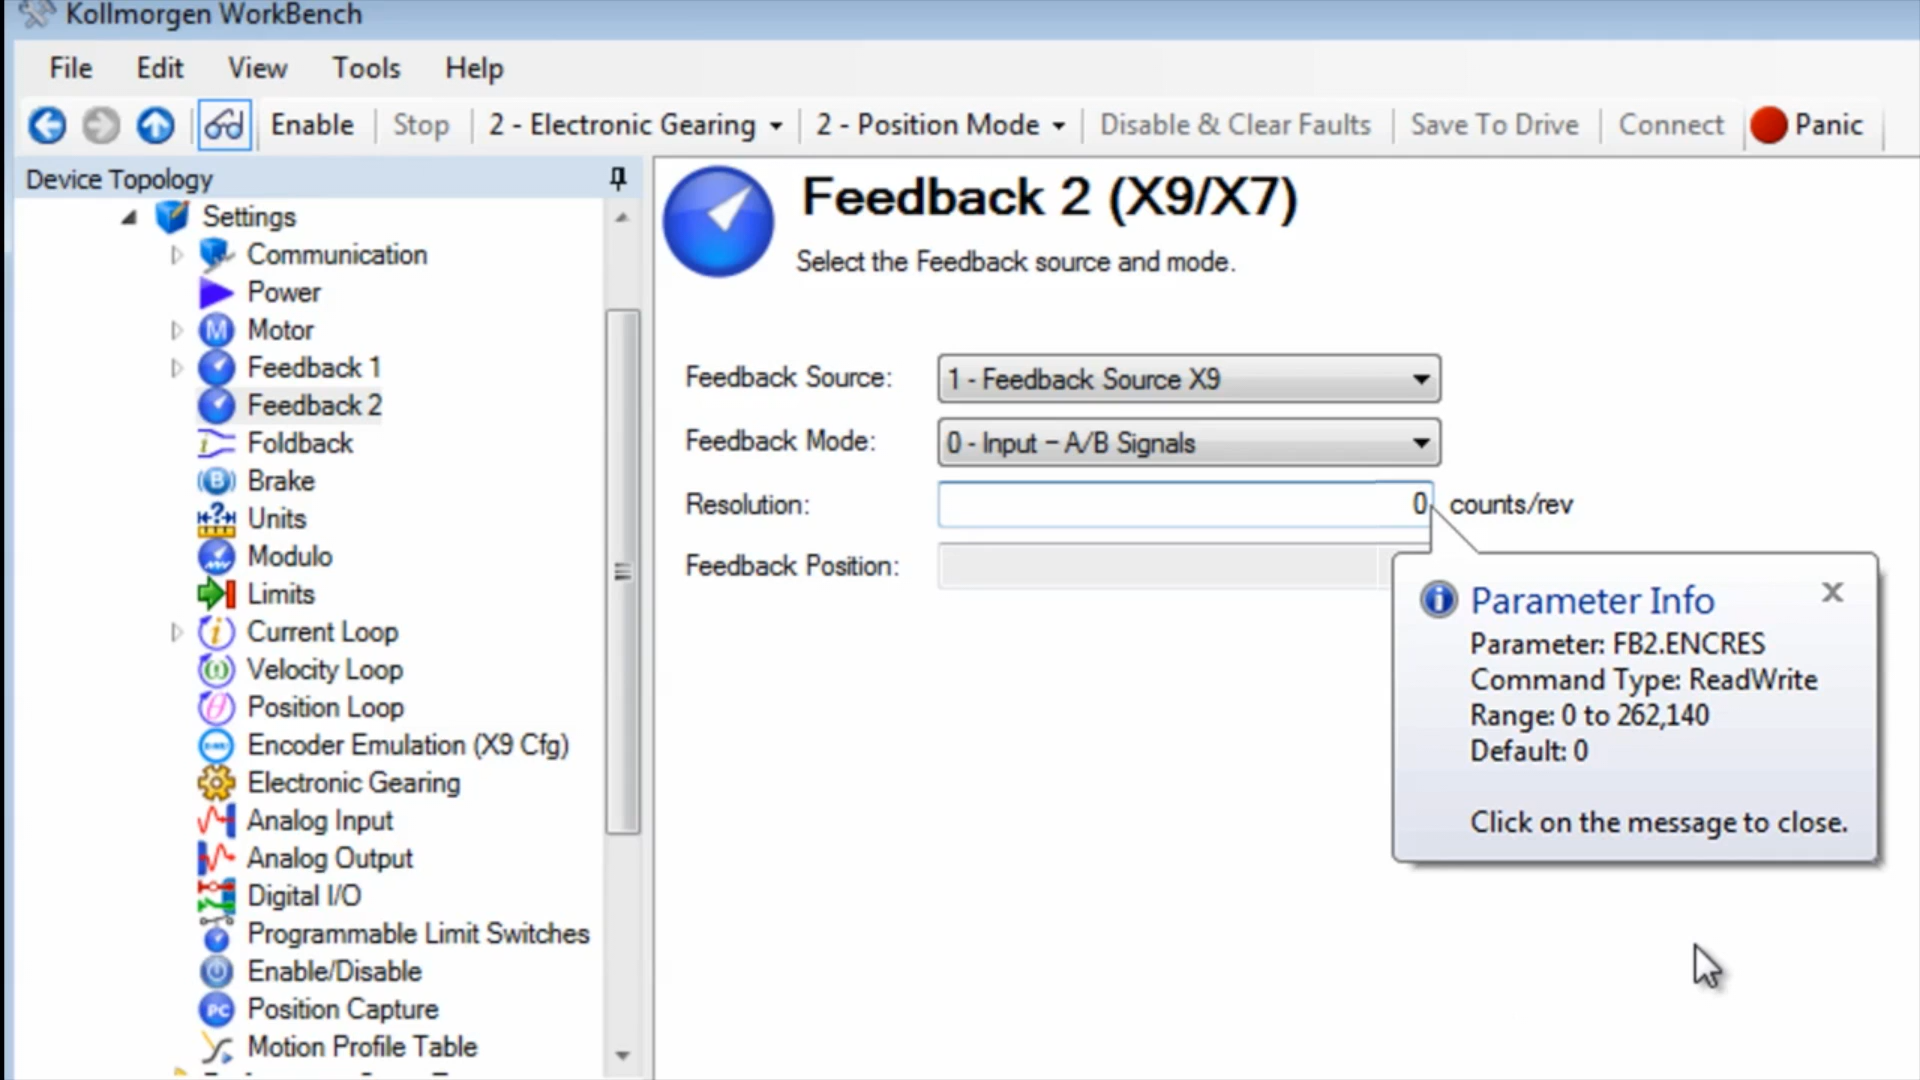 Kollmorgen WorkBench
File Edit View Tools Help
Enable Stop 2 - Electronic Gearing 2 - Position Mode Disable & Clear Faults Save To Drive Connect Panic
Device Topology
Settings
Communication
Power
Motor
Feedback 1
Feedback 2
Foldback
Brake
Units
Modulo
Limits
Current Loop
Velocity Loop
Position Loop
Encoder Emulation (X9 Cfg)
Electronic Gearing
Analog Input
Analog Output
Digital I/O
Programmable Limit Switches
Enable/Disable
Position Capture
Motion Profile Table
Feedback 2 (X9/X7)
Select the Feedback source and mode.
Feedback Source: 1 - Feedback Source X9
Feedback Mode: 0 - Input – A/B Signals
Resolution: 0 counts/rev
Feedback Position:
Parameter Info
Parameter: FB2.ENCRES
Command Type: ReadWrite
Range: 0 to 262,140
Default: 0
Click on the message to close.